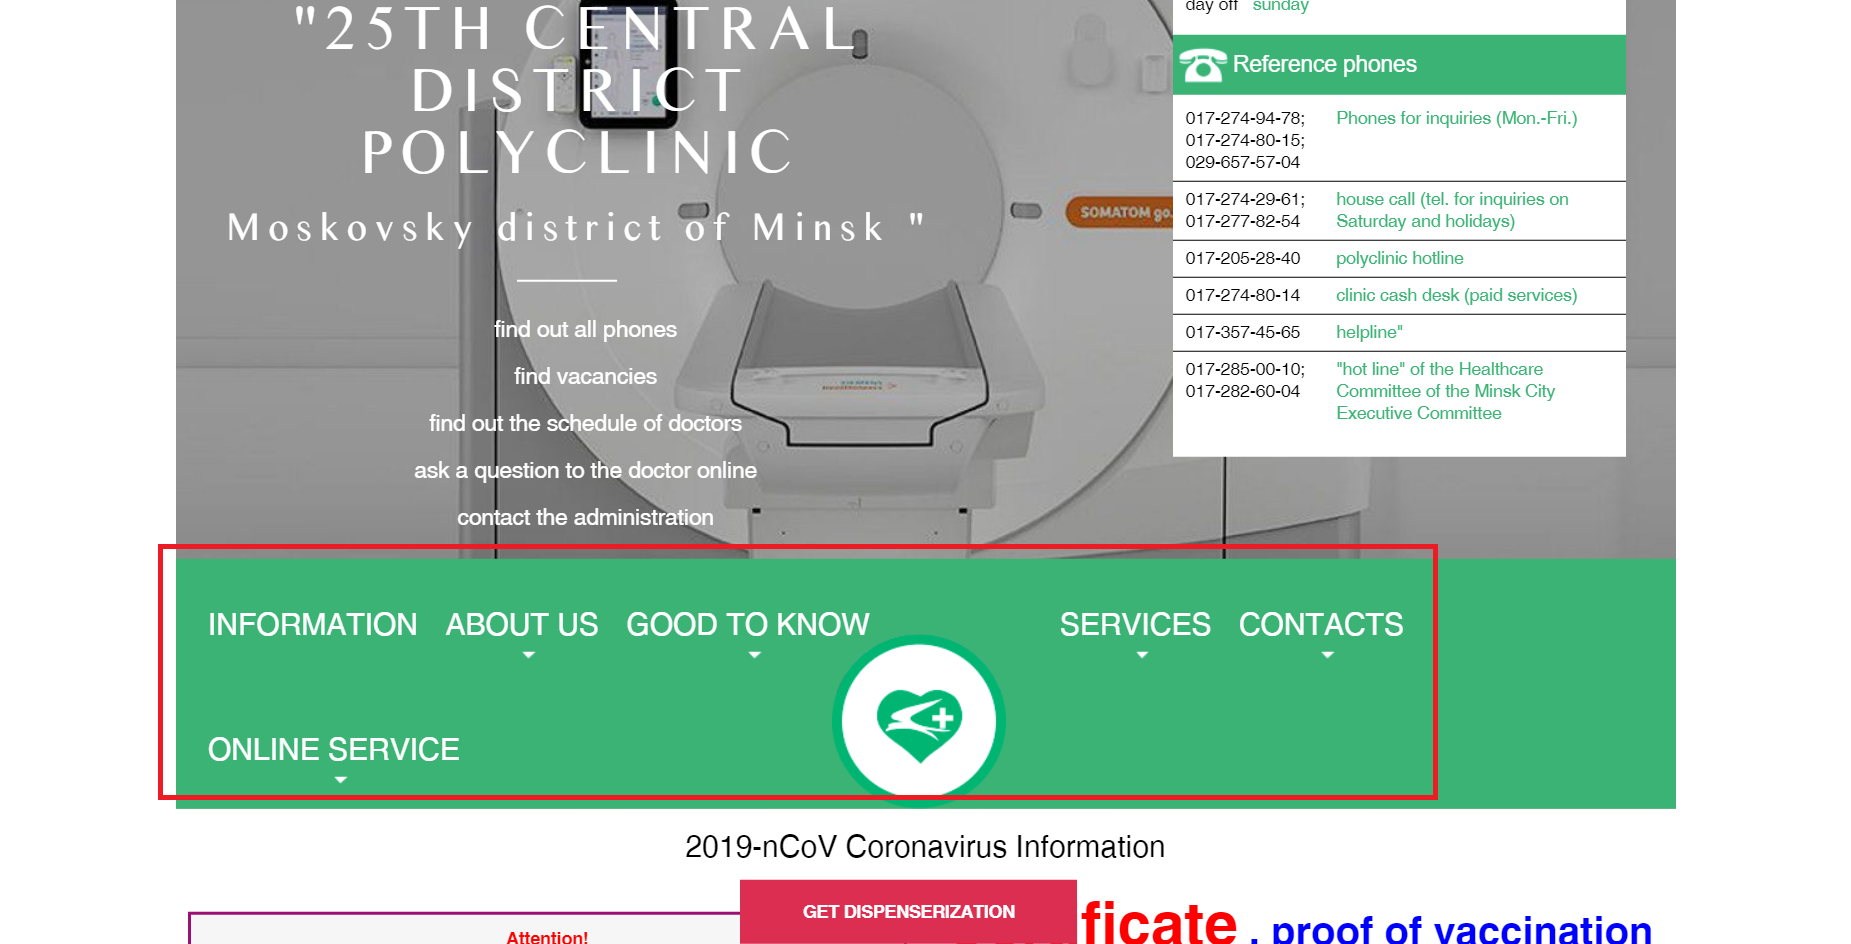 "25TH CENTRAL
DISTRICT
POLYCLINIC
Moskovsky district of Minsk "
find out all phones
find vacancies
find out the schedule of doctors
ask a question to the doctor online
contact the administration
SOMATOM go.
day off sunday
Reference phones
017-274-94-78; Phones for inquiries (Mon.-Fri.)
017-274-80-15;
029-657-57-04
017-274-29-61; house call (tel. for inquiries on
017-277-82-54 Saturday and holidays)
017-205-28-40 polyclinic hotline
017-274-80-14 clinic cash desk (paid services)
017-357-45-65 helpline"
017-285-00-10; "hot line" of the Healthcare
017-282-60-04 Committee of the Minsk City
Executive Committee
INFORMATION ABOUT US GOOD TO KNOW SERVICES CONTACTS
ONLINE SERVICE
2019-nCoV Coronavirus Information
GET DISPENSERIZATION
Attention!
ficate , proof of vaccination